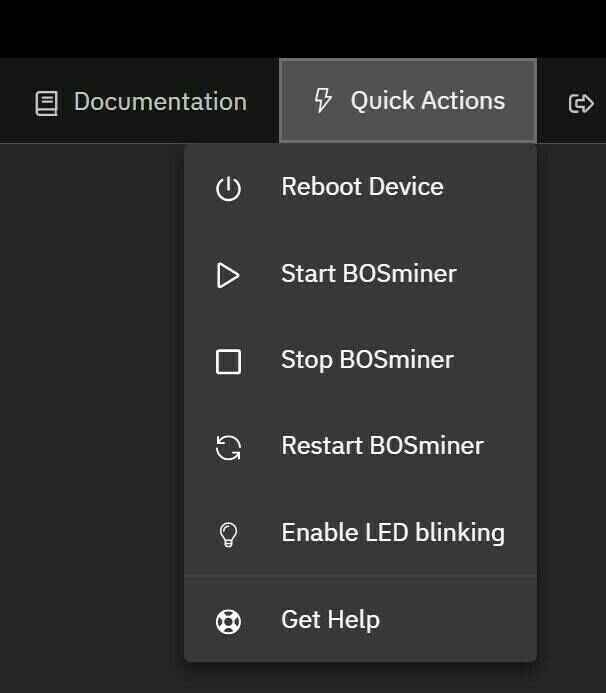 Documentation
Quick Actions
Reboot Device
Start BOSminer
Stop BOSminer
Restart BOSminer
Enable LED blinking
Get Help